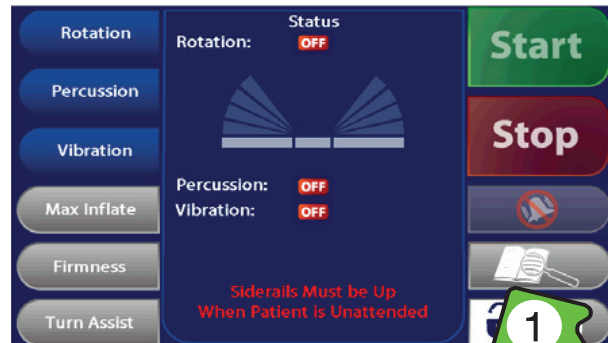 Rotation
Percussion
Vibration
Max Inflate
Firmness
Turn Assist
Status
Rotation: OFF
Percussion: OFF
Vibration: OFF
Siderails Must be Up
When Patient is Unattended
Start
Stop
1